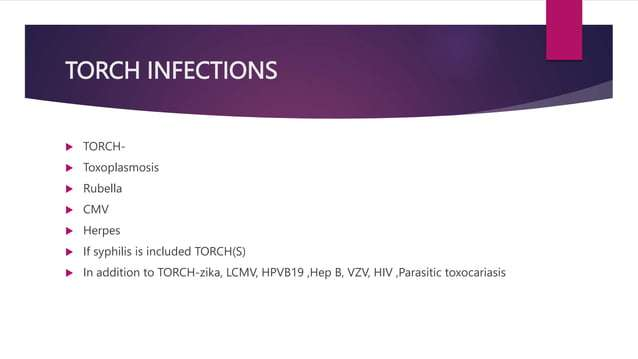 TORCH INFECTIONS
TORCH-
Toxoplasmosis
Rubella
CMV
Herpes
If syphilis is included TORCH(S)
In addition to TORCH-zika, LCMV, HPVB19 ,Hep B, VZV, HIV ,Parasitic toxocariasis